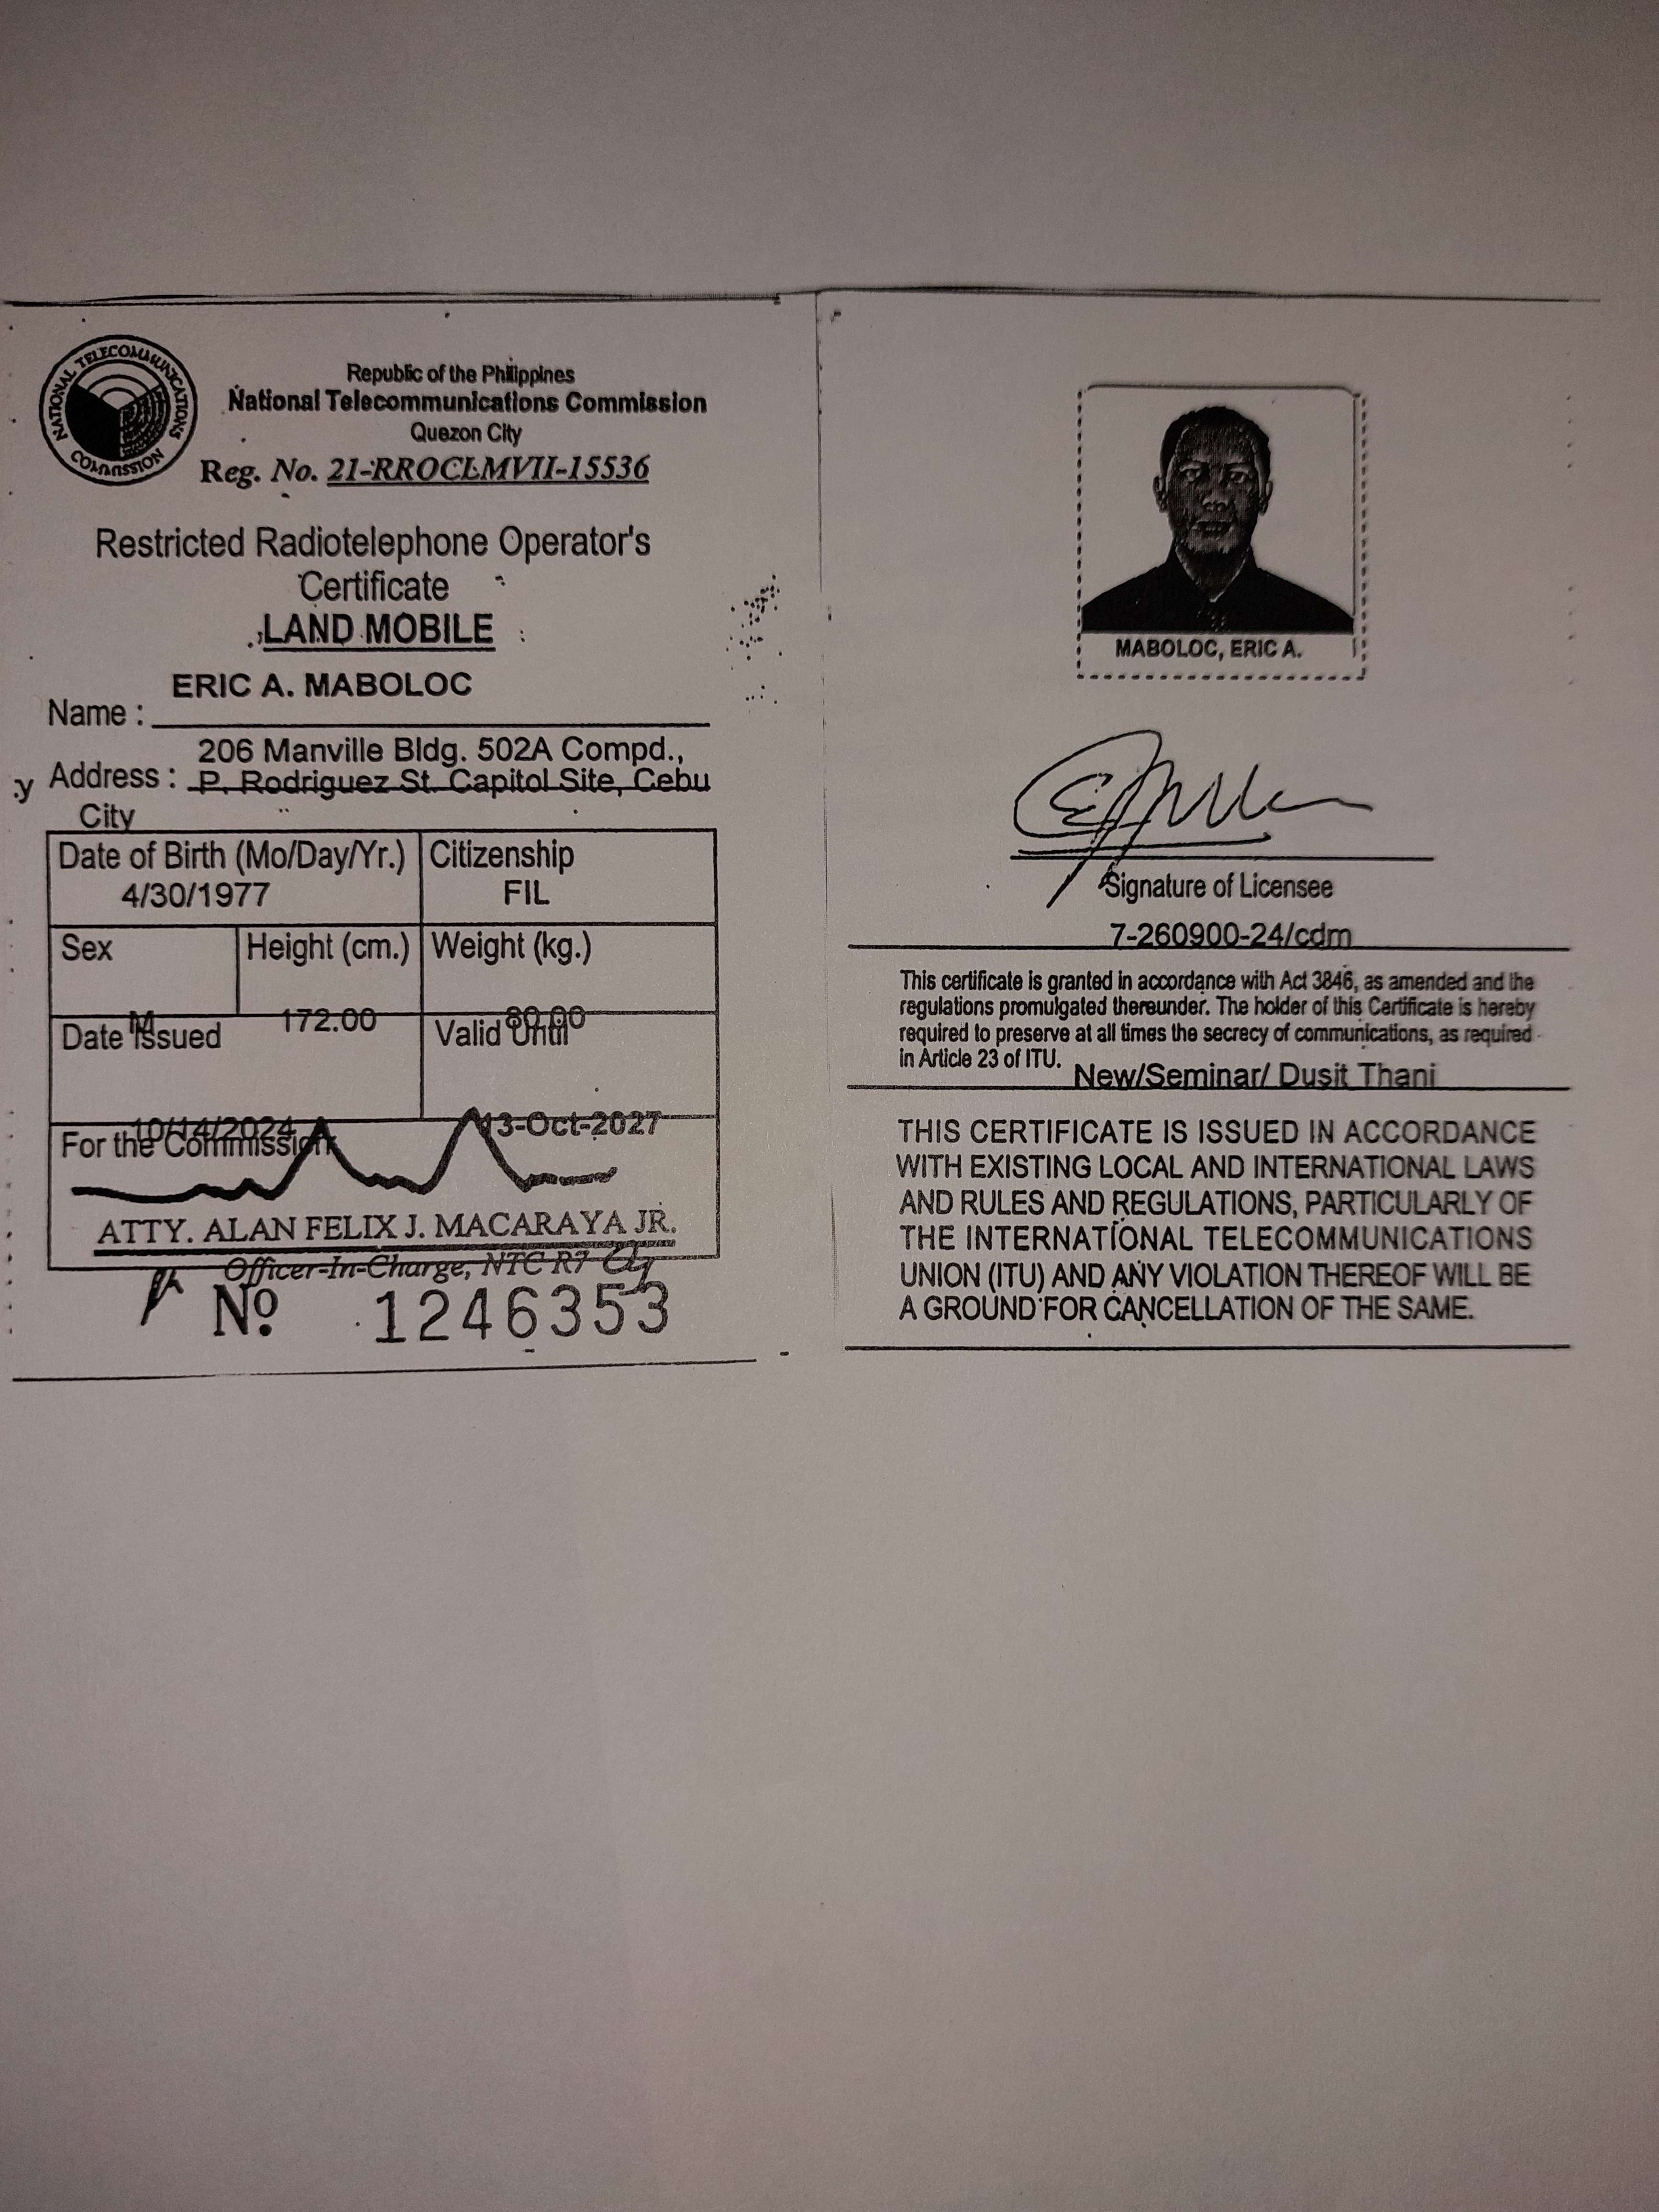 NATIONAL TELECOMMUNICATIONS COMMISSION
Republic of the Philippines
National Telecommunications Commission
Quezon City
Reg. No. 21-RROCLMVII-15536
Restricted Radiotelephone Operator's
Certificate
LAND MOBILE
ERIC A. MABOLOC
Name :
206 Manville Bldg. 502A Compd.,
y Address : P. Rodriguez St. Capitol Site, Cebu
City
Date of Birth (Mo/Day/Yr.) Citizenship
4/30/1977 FIL
Sex Height (cm.) Weight (kg.)
M 172.00 80.00
Date Issued Valid Until
10/14/2024 13-Oct-2027
For the Commission
ATTY. ALAN FELIX J. MACARAYA JR.
Officer-In-Charge, NTC R7
No 1246353
MABOLOC, ERIC A.
Signature of Licensee
7-260900-24/cdm
This certificate is granted in accordance with Act 3846, as amended and the
regulations promulgated thereunder. The holder of this Certificate is hereby
required to preserve at all times the secrecy of communications, as required
in Article 23 of ITU.
New/Seminar/ Dusit Thani
THIS CERTIFICATE IS ISSUED IN ACCORDANCE
WITH EXISTING LOCAL AND INTERNATIONAL LAWS
AND RULES AND REGULATIONS, PARTICULARLY OF
THE INTERNATIONAL TELECOMMUNICATIONS
UNION (ITU) AND ANY VIOLATION THEREOF WILL BE
A GROUND FOR CANCELLATION OF THE SAME.